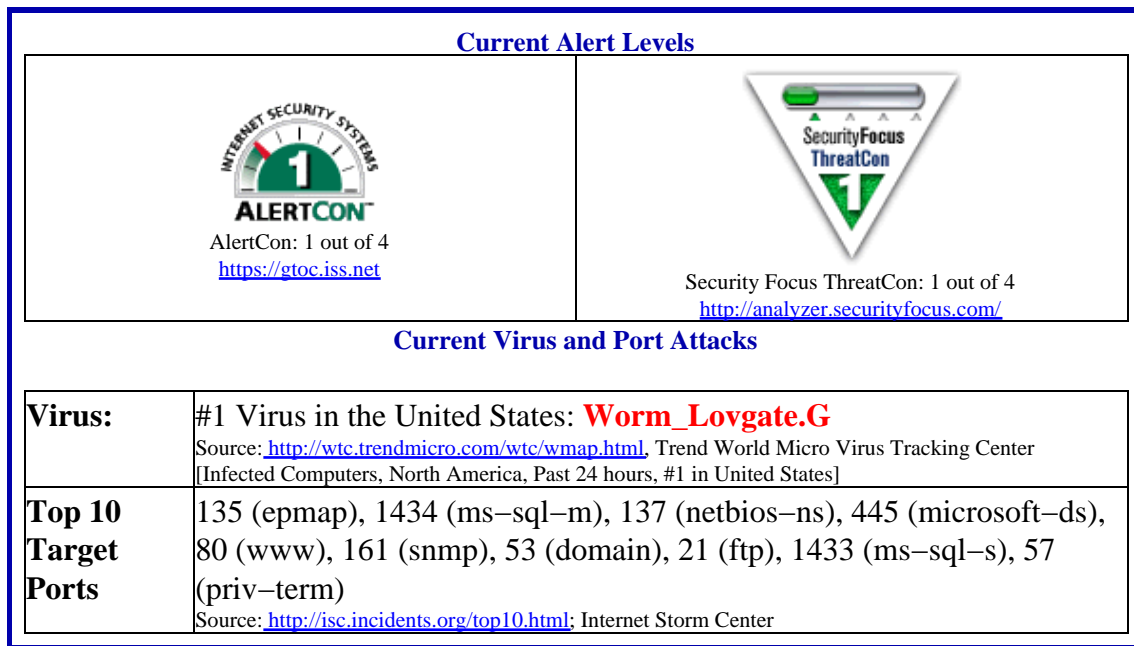 Current Alert Levels
INTERNET SECURITY SYSTEMS
1
ALERTCON™
AlertCon: 1 out of 4
https://gtoc.iss.net
SecurityFocus
ThreatCon
1
Security Focus ThreatCon: 1 out of 4
http://analyzer.securityfocus.com/
Current Virus and Port Attacks
Virus:
#1 Virus in the United States: Worm_Lovgate.G
Source: http://wtc.trendmicro.com/wtc/wmap.html, Trend World Micro Virus Tracking Center
[Infected Computers, North America, Past 24 hours, #1 in United States]
Top 10
Target
Ports
135 (epmap), 1434 (ms−sql−m), 137 (netbios−ns), 445 (microsoft−ds),
80 (www), 161 (snmp), 53 (domain), 21 (ftp), 1433 (ms−sql−s), 57
(priv−term)
Source: http://isc.incidents.org/top10.html; Internet Storm Center